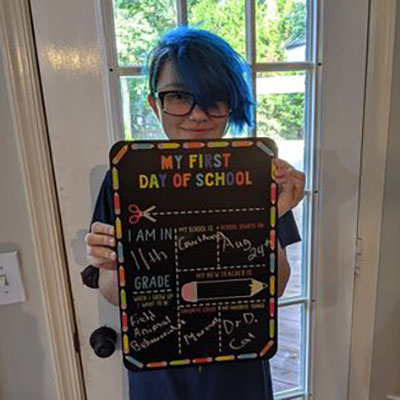 MY FIRST
DAY OF SCHOOL
I AM IN
11th
GRADE
MY SCHOOL IS
SCHOOL STARTS ON
Aug
24th
MY NEW TEACHER IS
WHEN I GROW UP
I WANT TO BE
Field
Animal
Behaviorist
FAVORITE COLOR
Maroon
MY FAVORITE THINGS
Dr. D.
Cat